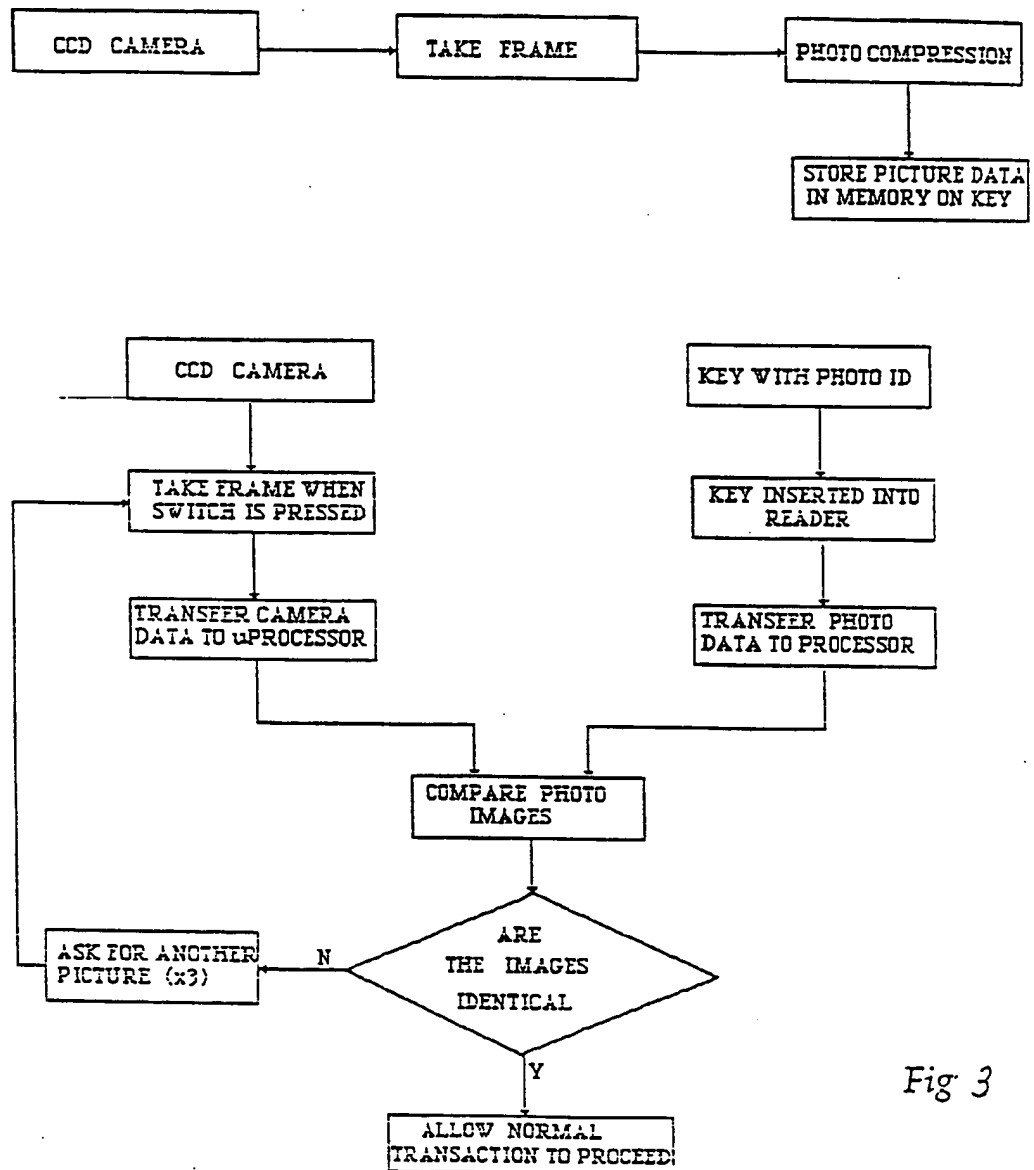 CCD CAMERA
TAKE FRAME
PHOTO COMPRESSION
STORE PICTURE DATA
IN MEMORY ON KEY
CCD CAMERA
KEY WITH PHOTO ID
TAKE FRAME WHEN
SWITCH IS PRESSED
KEY INSERTED INTO
READER
TRANSFER CAMERA
DATA TO uPROCESSOR
TRANSFER PHOTO
DATA TO PROCESSOR
COMPARE PHOTO
IMAGES
ARE
THE IMAGES
IDENTICAL
N
ASK FOR ANOTHER
PICTURE (x3)
Y
ALLOW NORMAL
TRANSACTION TO PROCEED
Fig 3